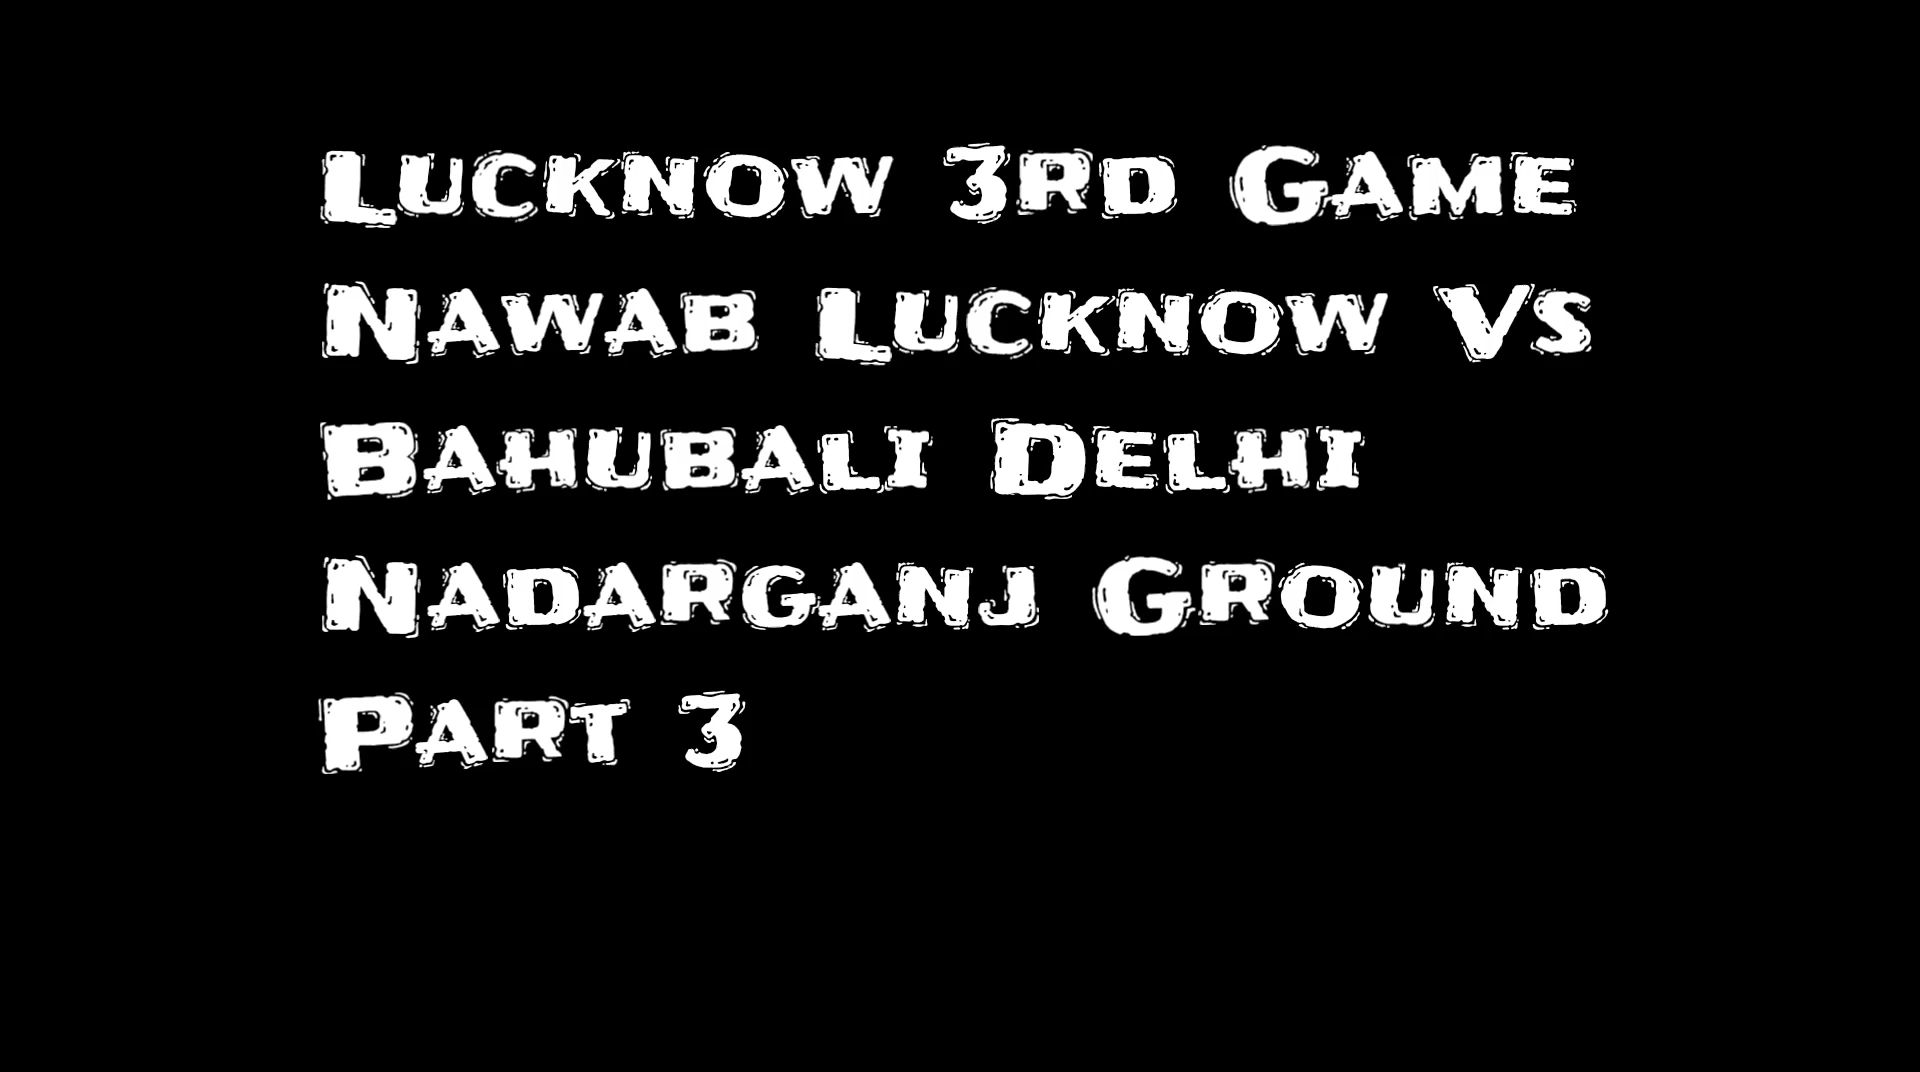 Lucknow 3rd Game
Nawab Lucknow Vs
Bahubali Delhi
Nadarganj Ground
Part 3